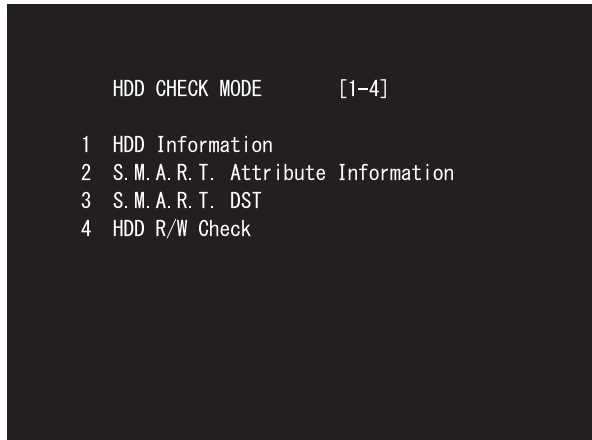 HDD CHECK MODE [1-4]
1 HDD Information
2 S.M.A.R.T. Attribute Information
3 S.M.A.R.T. DST
4 HDD R/W Check